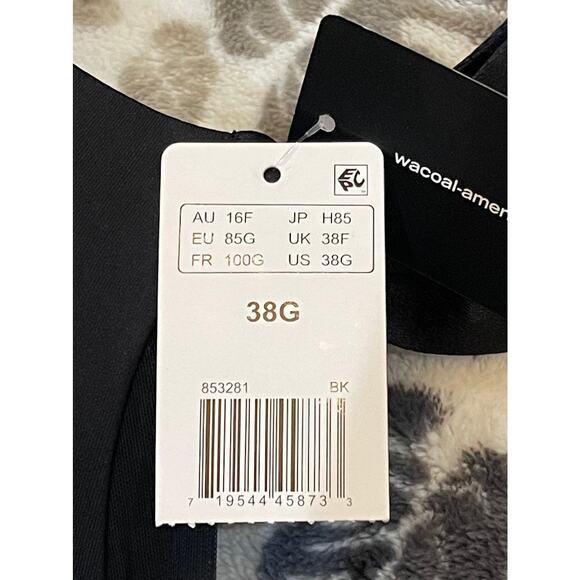 EPC
wacoal-amer
AU 16F JP H85
EU 85G UK 38F
FR 100G US 38G
38G
853281 BK
7 19544 45873 3